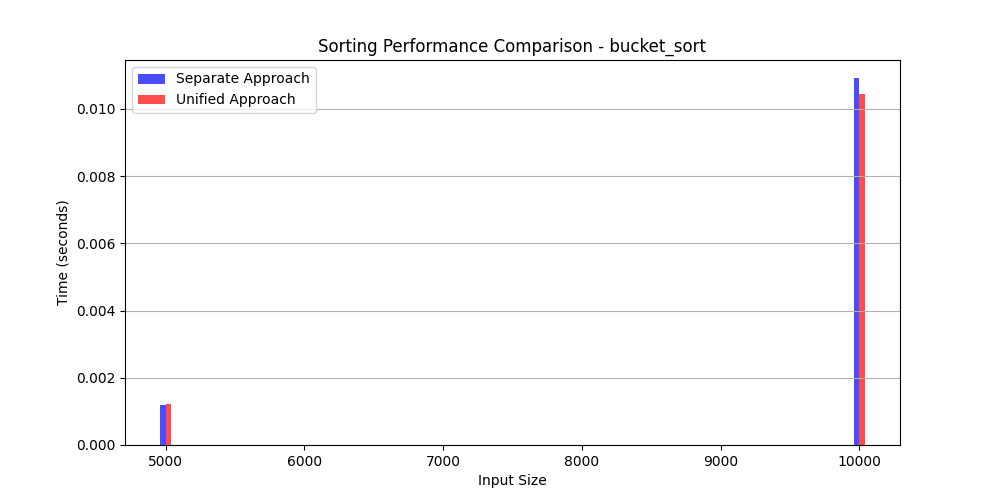 Sorting Performance Comparison - bucket_sort
Separate Approach
Unified Approach
0.010
0.008
0.006
0.004
0.002
0.000
Time (seconds)
5000 6000 7000 8000 9000 10000
Input Size